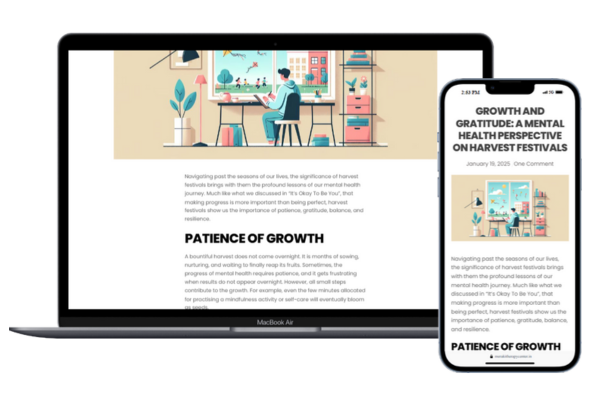 Navigating past the seasons of our lives, the significance of harvest
festivals brings with them the profound lessons of our mental health
journey. Much like what we discussed in "It's Okay To Be You", that
making progress is more important than being perfect, harvest
festivals show us the importance of patience, gratitude, balance, and
resilience.
PATIENCE OF GROWTH
A bountiful harvest does not come overnight. It is months of sowing,
nurturing, and waiting to finally reap its fruits. Sometimes, the
progress of mental health requires patience, and it gets frustrating
when results do not appear overnight. However, all small steps
contribute to the growth. For example, even the few minutes allocated
for practising a mindfulness activity or self-care will eventually bloom
as seeds.
MacBook Air
2:03 PM
5G
GROWTH AND
GRATITUDE: A MENTAL
HEALTH PERSPECTIVE
ON HARVEST FESTIVALS
January 19, 2025 One Comment
Navigating past the seasons of our lives,
the significance of harvest festivals brings
with them the profound lessons of our
mental health journey. Much like what we
discussed in "It's Okay To Be You", that
making progress is more important than
being perfect, harvest festivals show us the
importance of patience, gratitude, balance,
and resilience.
PATIENCE OF GROWTH